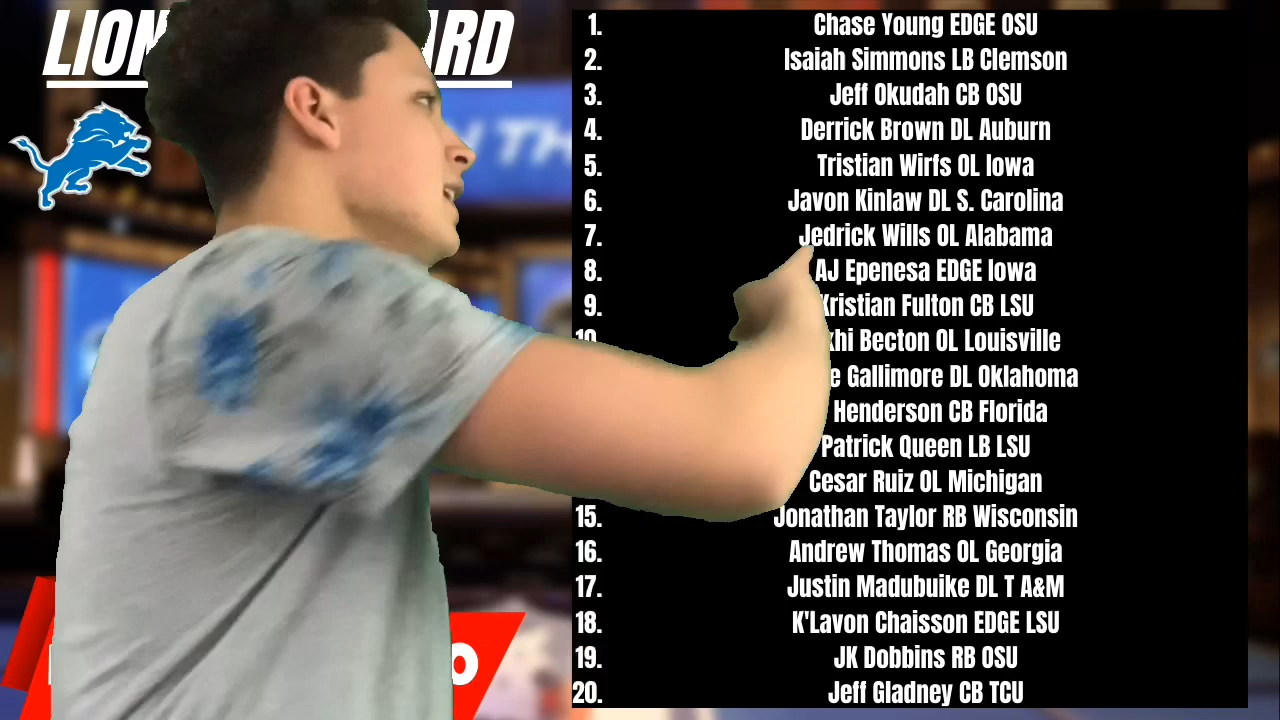 1. Chase Young EDGE OSU
2. Isaiah Simmons LB Clemson
3. Jeff Okudah CB OSU
4. Derrick Brown DL Auburn
5. Tristian Wirfs OL Iowa
6. Javon Kinlaw DL S. Carolina
7. Jedrick Wills OL Alabama
8. AJ Epenesa EDGE Iowa
9. Kristian Fulton CB LSU
10. Becton OL Louisville
Gallimore DL Oklahoma
Henderson CB Florida
Patrick Queen LB LSU
Cesar Ruiz OL Michigan
15. Jonathan Taylor RB Wisconsin
16. Andrew Thomas OL Georgia
17. Justin Madubuike DL T A&M
18. K'Lavon Chaisson EDGE LSU
19. JK Dobbins RB OSU
20. Jeff Gladney CB TCU